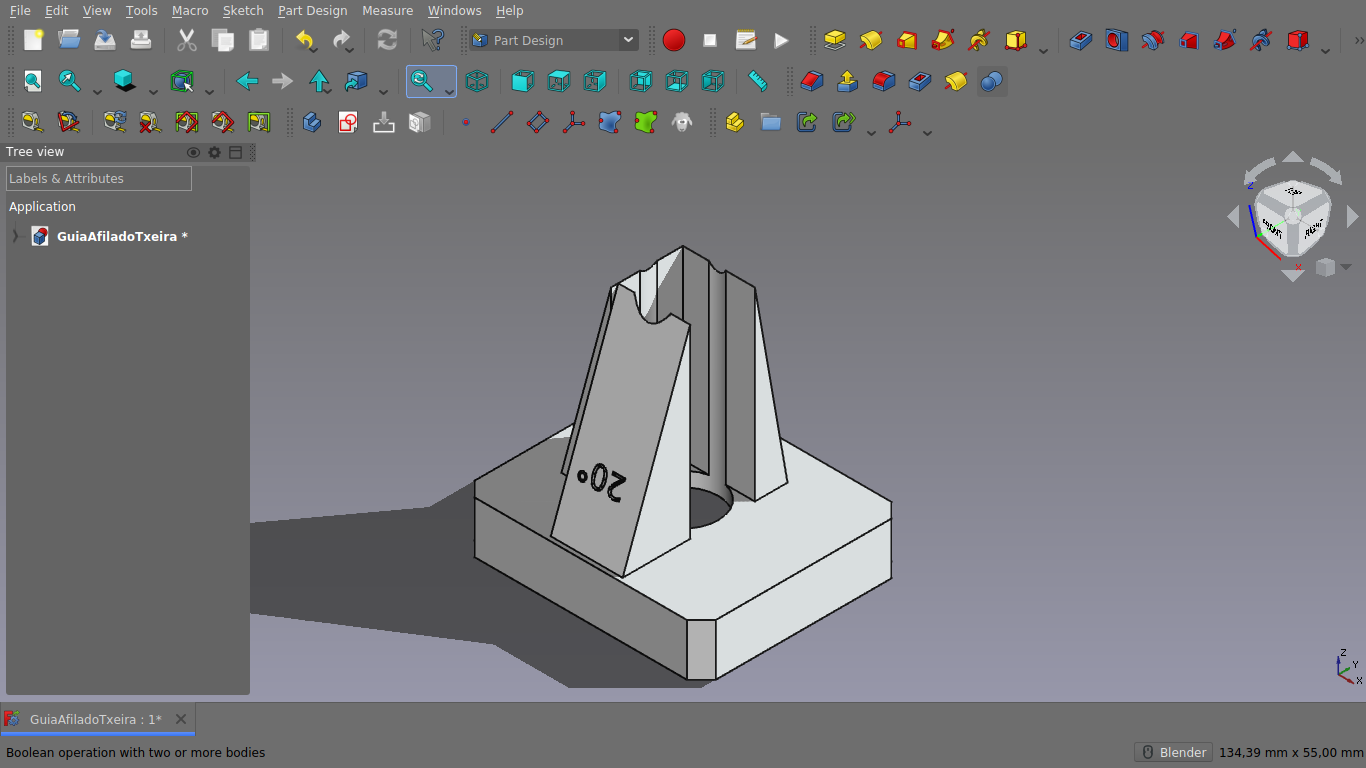 File Edit View Tools Macro Sketch Part Design Measure Windows Help
Part Design
Tree view
Labels & Attributes
Application
GuiaAfiladoTxeira *
20°
Z
X
RIGHT
Z
Y
X
GuiaAfiladoTxeira : 1*
Boolean operation with two or more bodies
Blender
134,39 mm x 55,00 mm